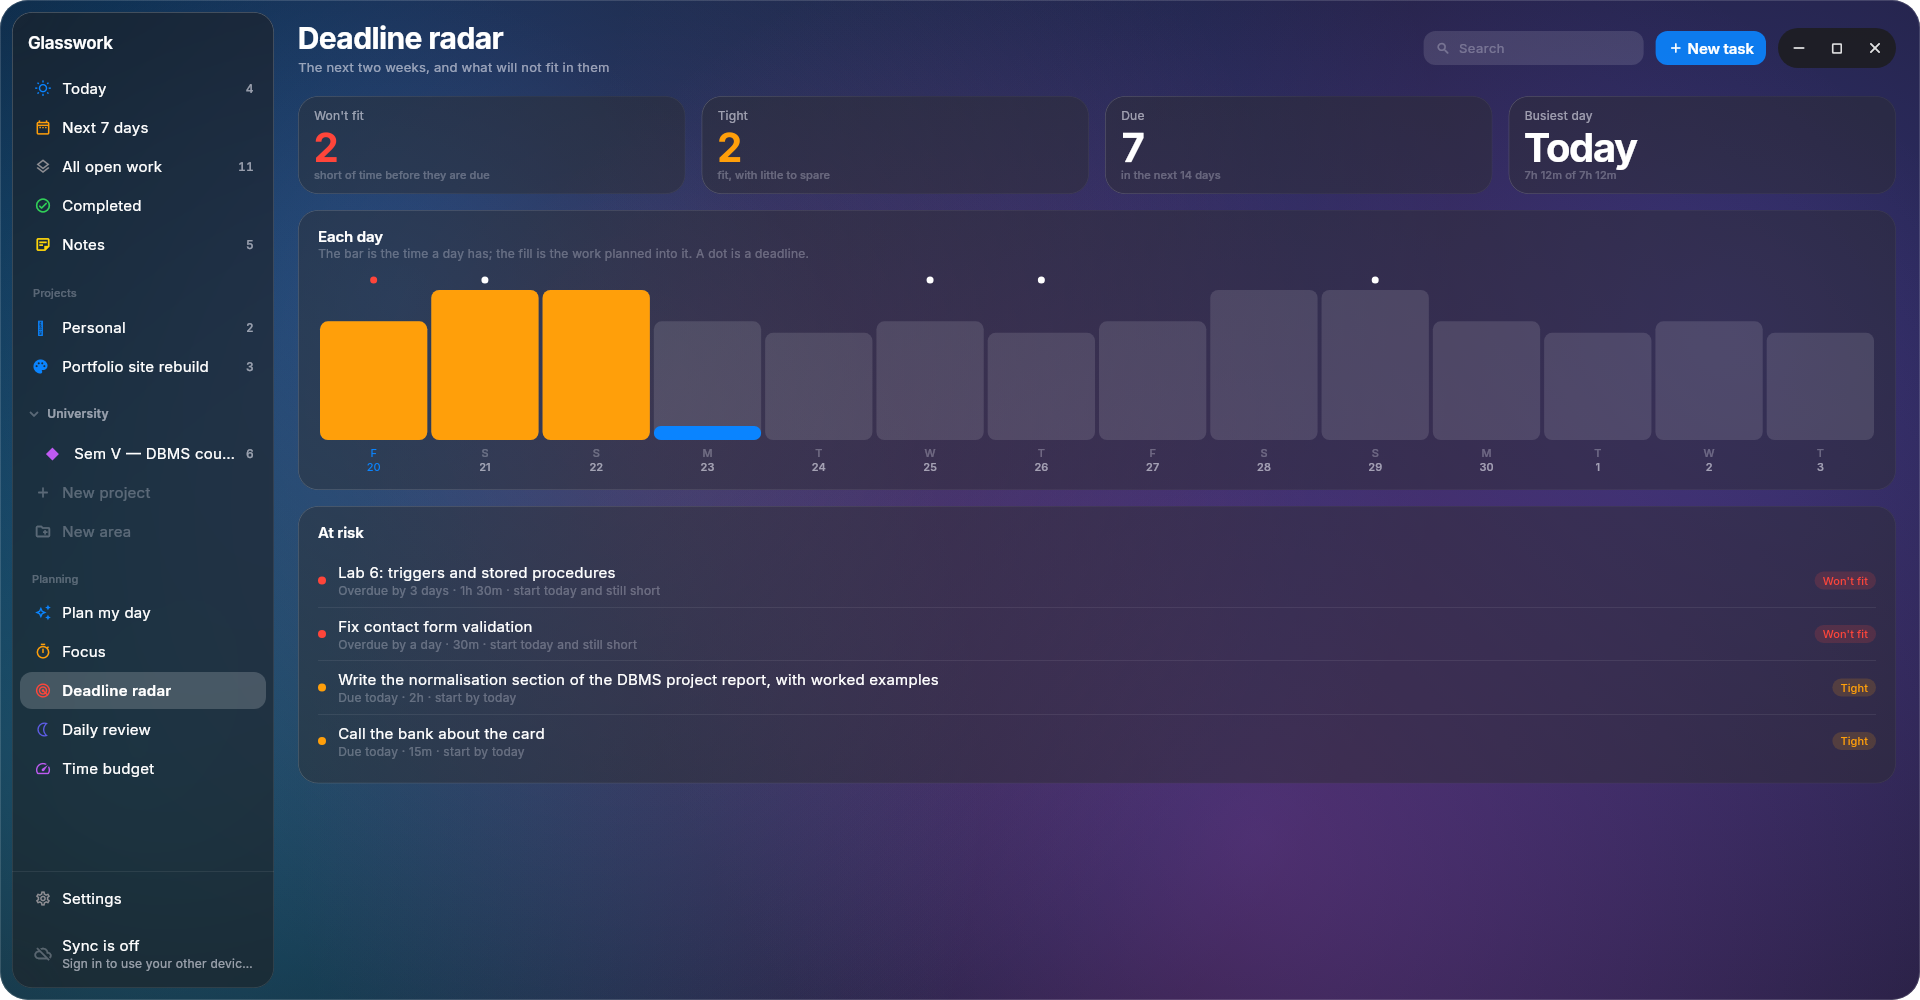 Glasswork
Today 4
Next 7 days
All open work 11
Completed
Notes 5
Projects
Personal 2
Portfolio site rebuild 3
University
Sem V — DBMS cou... 6
New project
New area
Planning
Plan my day
Focus
Deadline radar
Daily review
Time budget
Settings
Sync is off
Sign in to use your other devic...
Deadline radar
The next two weeks, and what will not fit in them
Search
New task
Won't fit
2
short of time before they are due
Tight
2
fit, with little to spare
Due
7
in the next 14 days
Busiest day
Today
7h 12m of 7h 12m
Each day
The bar is the time a day has; the fill is the work planned into it. A dot is a deadline.
F S S M T W T F S S M T W T
20 21 22 23 24 25 26 27 28 29 30 1 2 3
At risk
Lab 6: triggers and stored procedures
Overdue by 3 days · 1h 30m · start today and still short
Won't fit
Fix contact form validation
Overdue by a day · 30m · start today and still short
Won't fit
Write the normalisation section of the DBMS project report, with worked examples
Due today · 2h · start by today
Tight
Call the bank about the card
Due today · 15m · start by today
Tight